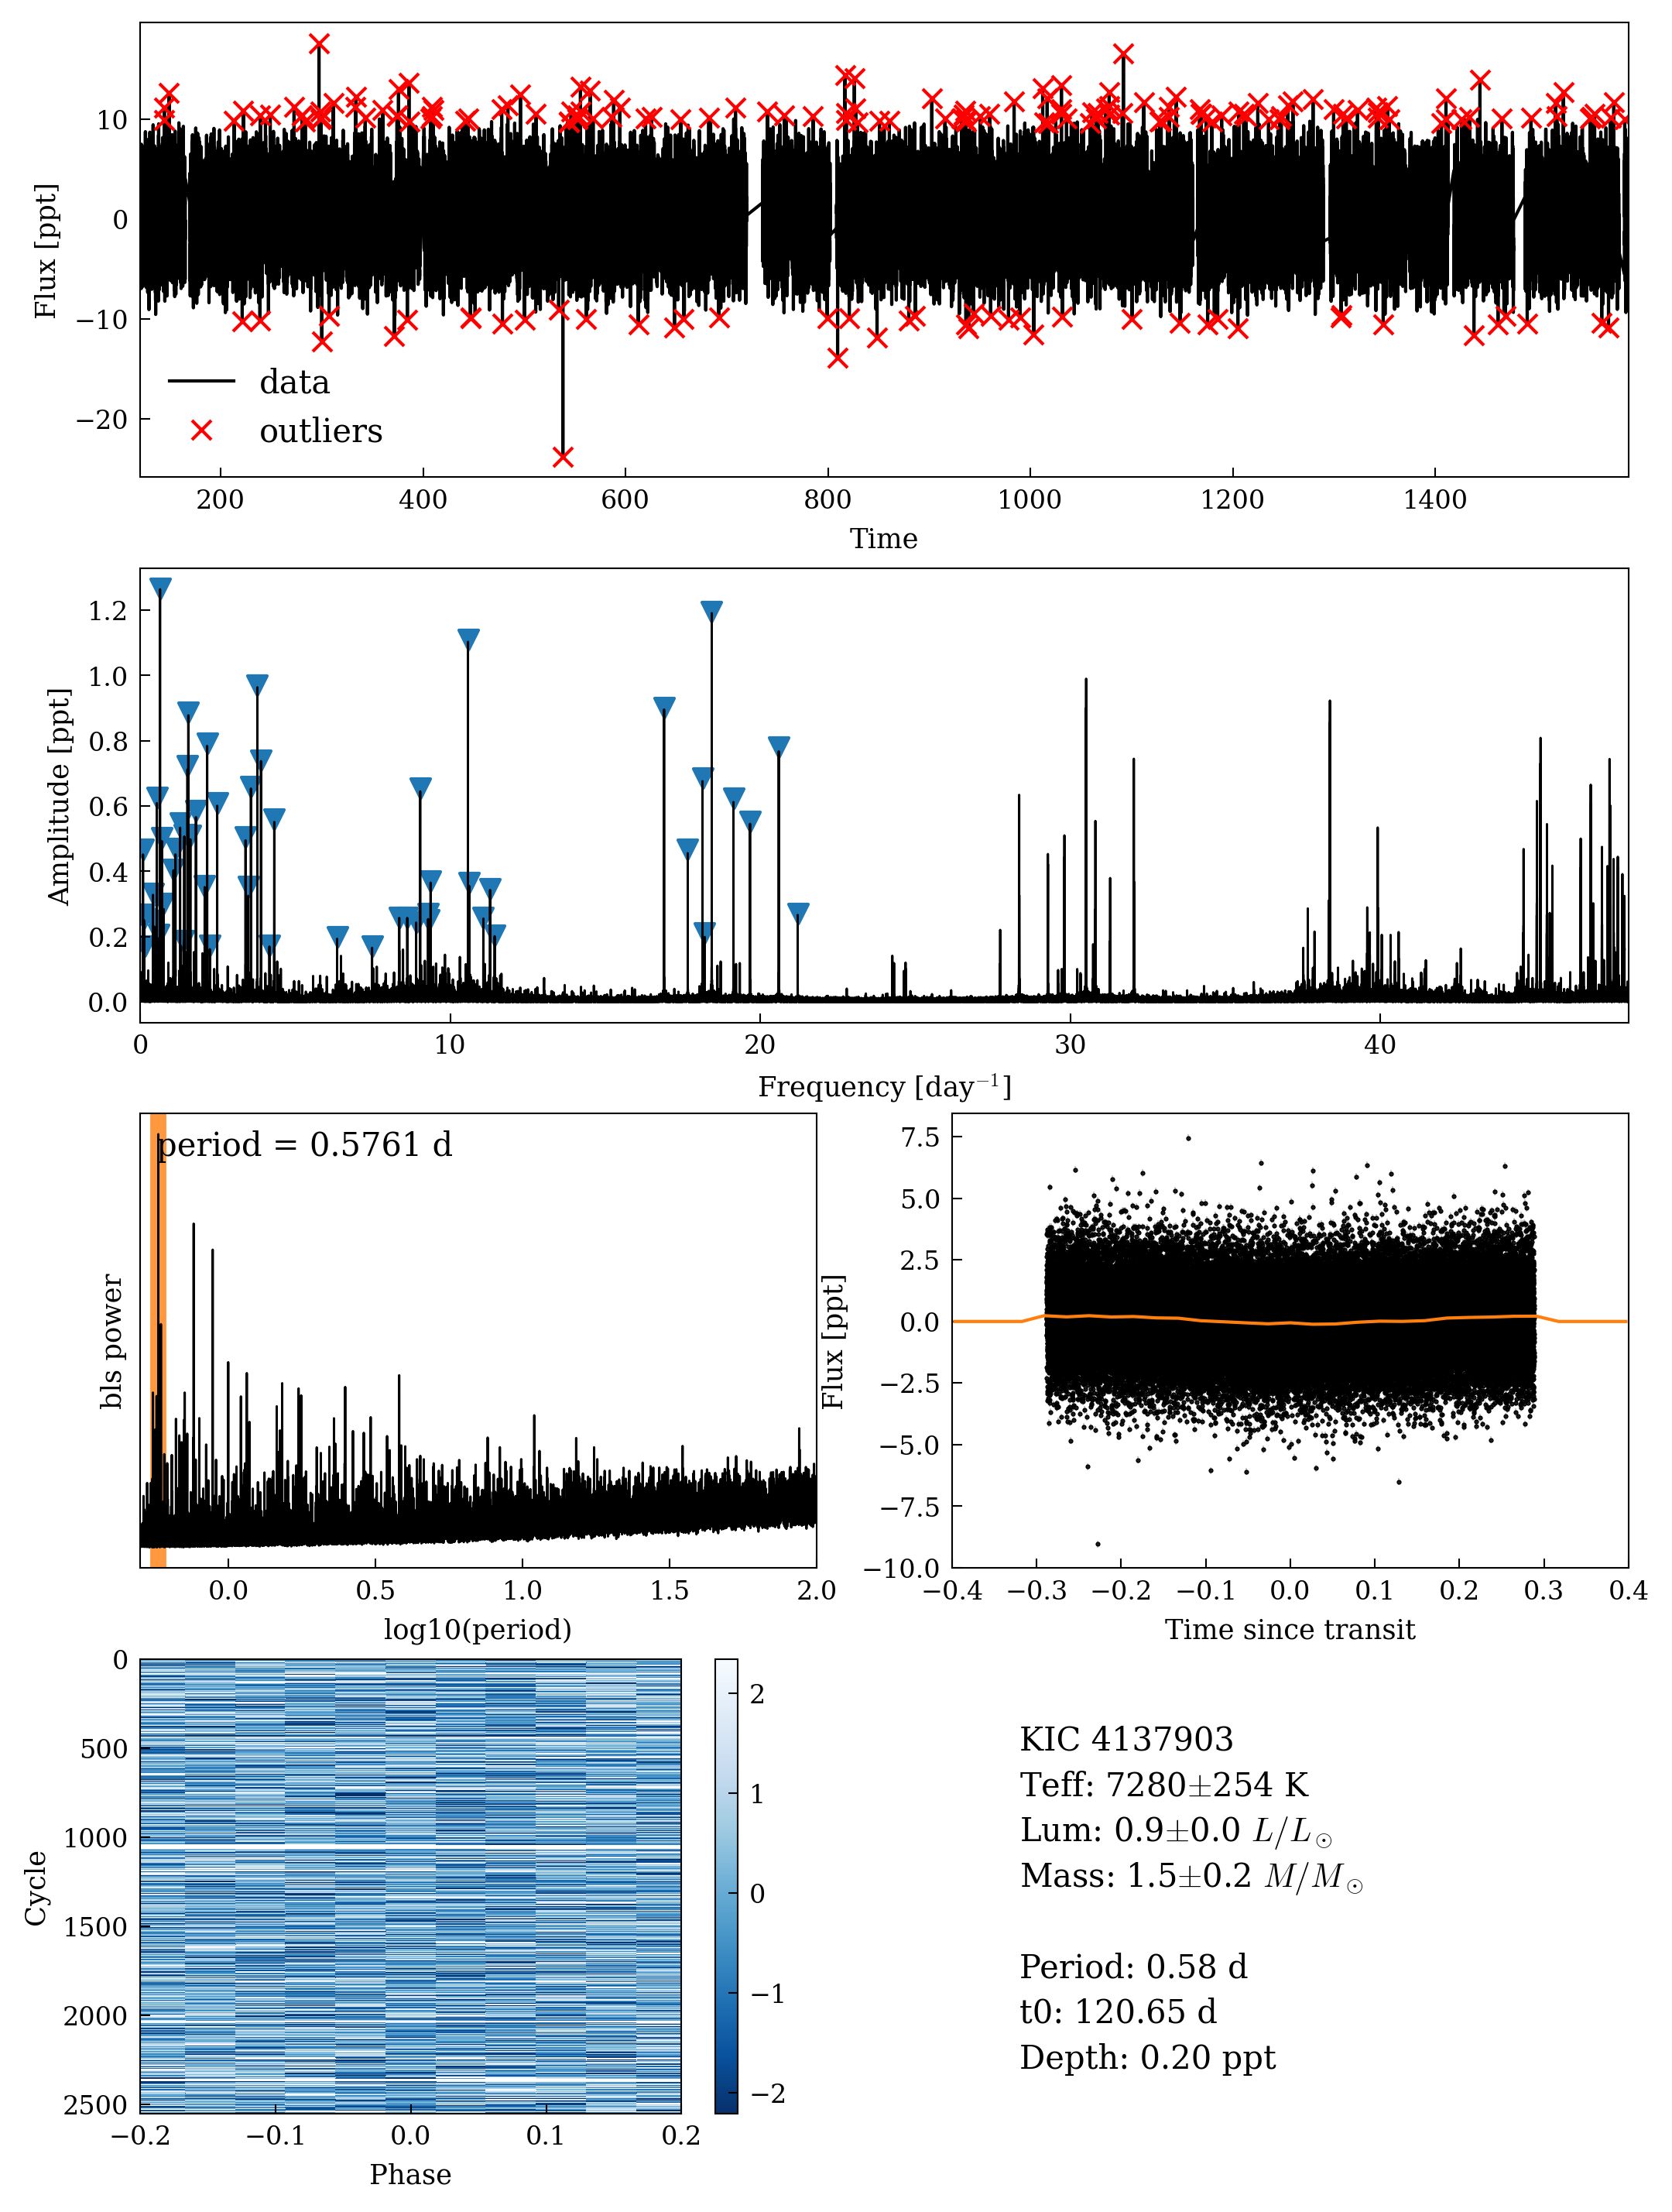 10
0
−10
−20
Flux [ppt]
data
outliers
200 400 600 800 1000 1200 1400
Time
1.2
1.0
0.8
0.6
0.4
0.2
0.0
Amplitude [ppt]
0 10 20 30 40
Frequency [day⁻¹]
period = 0.5761 d
bls power
0.0 0.5 1.0 1.5 2.0
log10(period)
7.5
5.0
2.5
0.0
−2.5
−5.0
−7.5
−10.0
Flux [ppt]
−0.4 −0.3 −0.2 −0.1 0.0 0.1 0.2 0.3 0.4
Time since transit
0
500
1000
1500
2000
2500
Cycle
−0.2 −0.1 0.0 0.1 0.2
Phase
2
1
0
−1
−2
KIC 4137903
Teff: 7280±254 K
Lum: 0.9±0.0 L/L⊙
Mass: 1.5±0.2 M/M⊙
Period: 0.58 d
t0: 120.65 d
Depth: 0.20 ppt